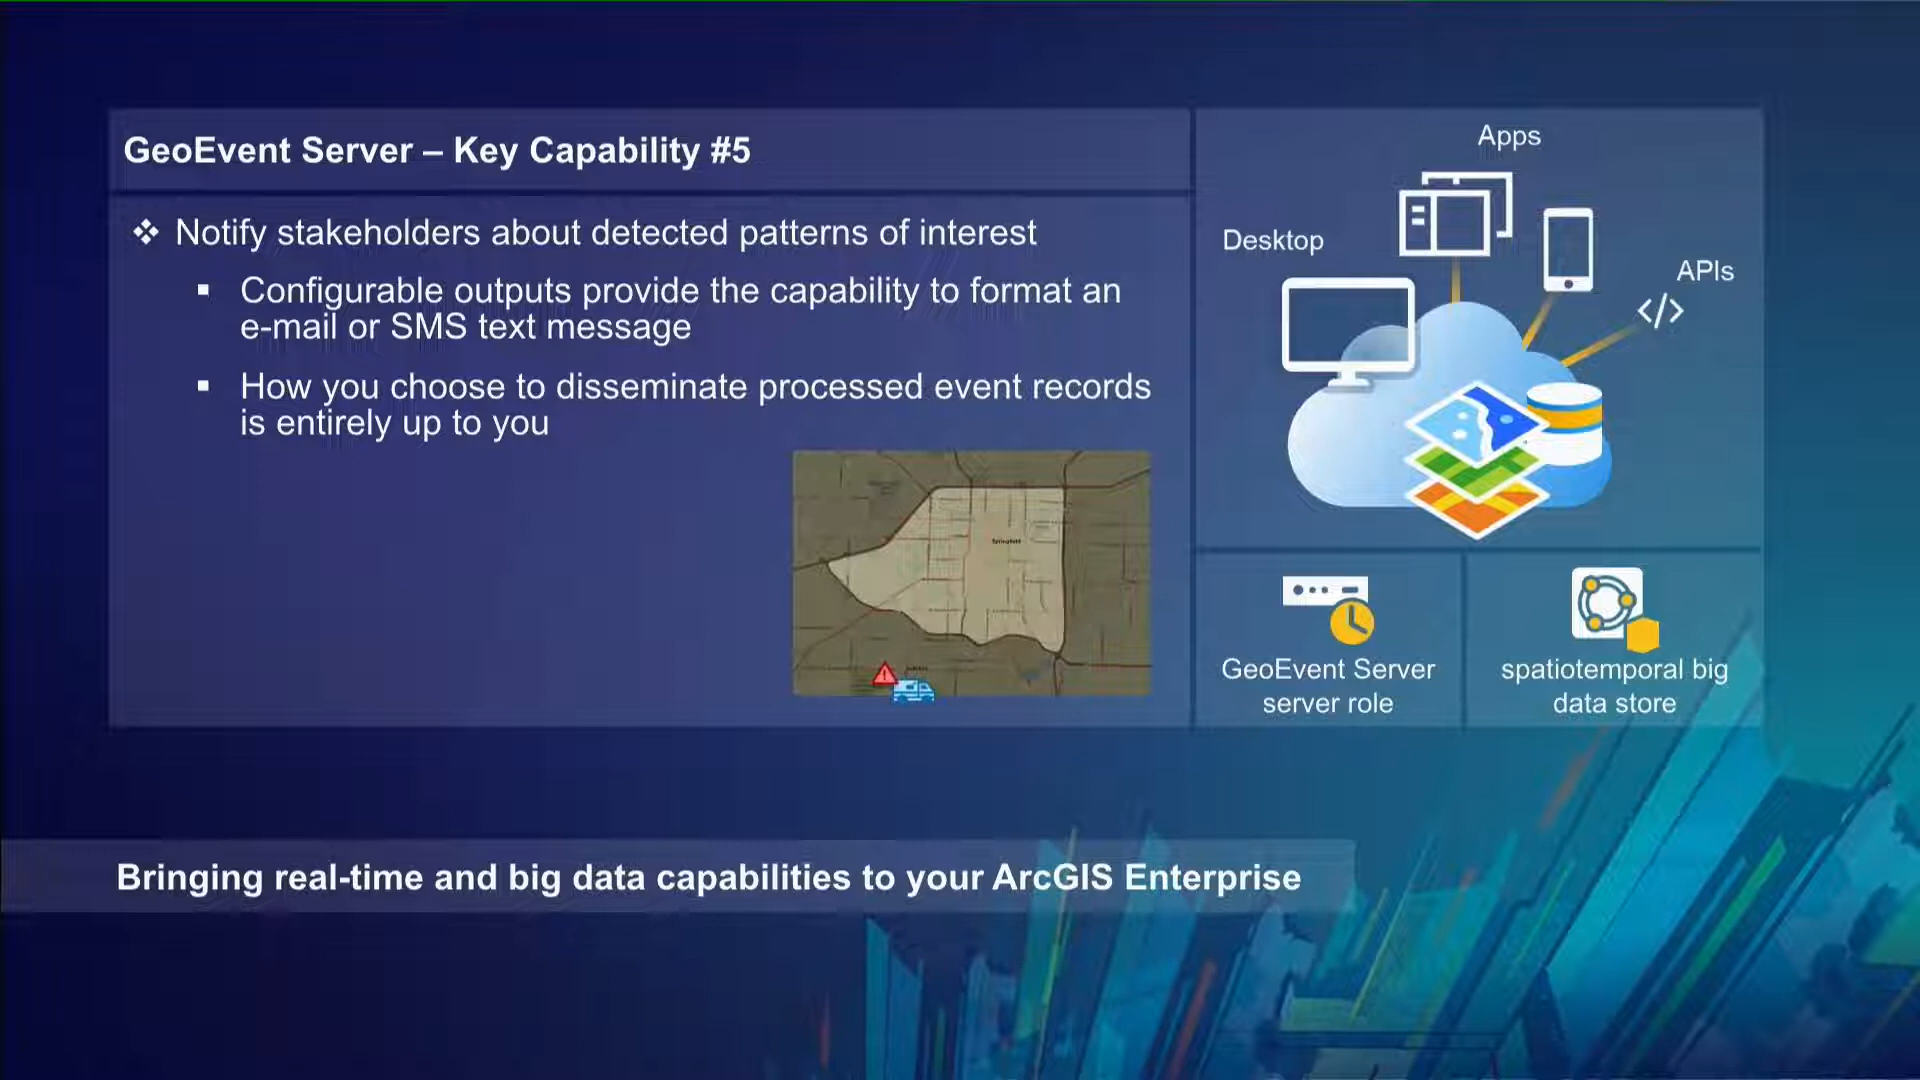 GeoEvent Server – Key Capability #5
❖ Notify stakeholders about detected patterns of interest
▪ Configurable outputs provide the capability to format an
e-mail or SMS text message
▪ How you choose to disseminate processed event records
is entirely up to you
Springfield
Apps
Desktop
APIs
</>
GeoEvent Server
server role
spatiotemporal big
data store
Bringing real-time and big data capabilities to your ArcGIS Enterprise